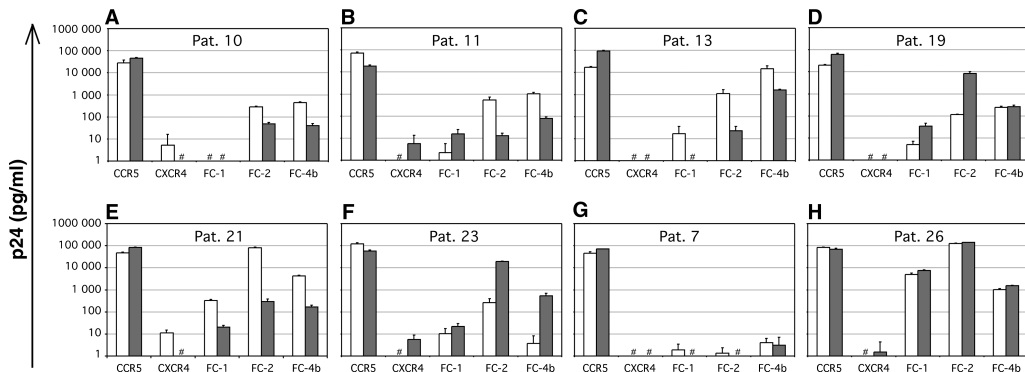 A B C D
1000 000 Pat. 10 Pat. 11 Pat. 13 Pat. 19
100 000
10 000
1 000
100
10
1 # # # # # # # # # #
CCR5 CXCR4 FC-1 FC-2 FC-4b CCR5 CXCR4 FC-1 FC-2 FC-4b CCR5 CXCR4 FC-1 FC-2 FC-4b CCR5 CXCR4 FC-1 FC-2 FC-4b
p24 (pg/ml)
E F G H
1000 000 Pat. 21 Pat. 23 Pat. 7 Pat. 26
100 000
10 000
1 000
100
10
1 # # # # # # #
CCR5 CXCR4 FC-1 FC-2 FC-4b CCR5 CXCR4 FC-1 FC-2 FC-4b CCR5 CXCR4 FC-1 FC-2 FC-4b CCR5 CXCR4 FC-1 FC-2 FC-4b